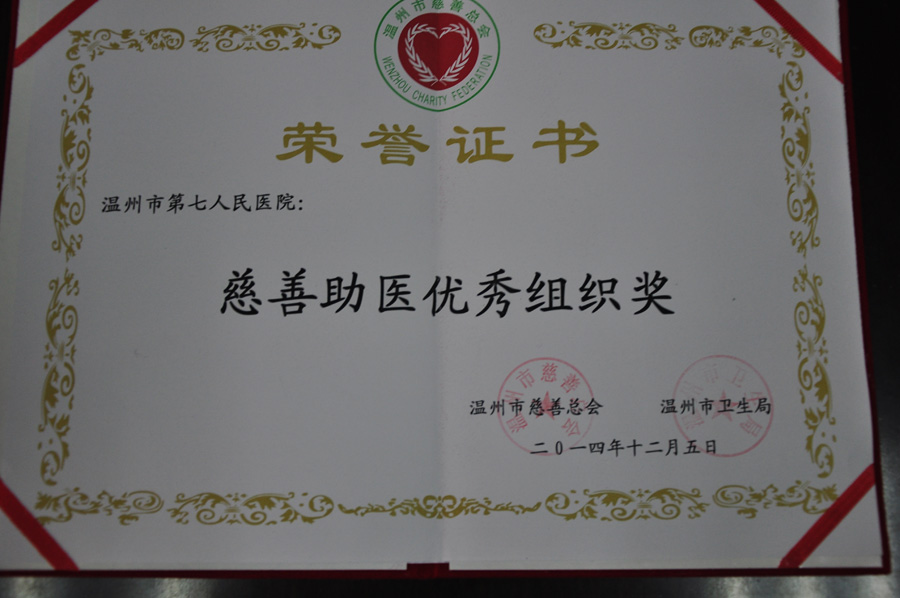 温州市慈善总会
WENZHOU CHARITY FEDERATION
荣誉证书
温州市第七人民医院：
慈善助医优秀组织奖
温州市慈善总会 温州市卫生局
二0一四年十二月五日